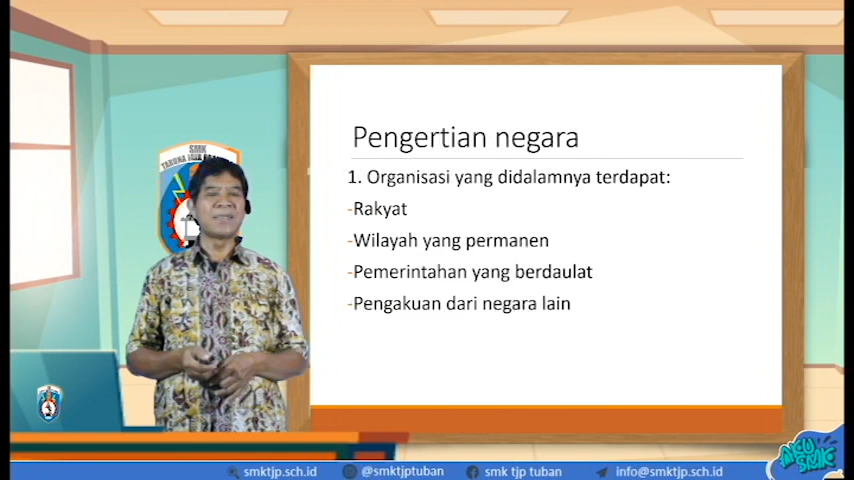 Pengertian negara
1. Organisasi yang didalamnya terdapat:
-Rakyat
-Wilayah yang permanen
-Pemerintahan yang berdaulat
-Pengakuan dari negara lain
SMK
smktjp.sch.id
@smktjptuban
smk tjp tuban
info@smktjp.sch.id
SMK